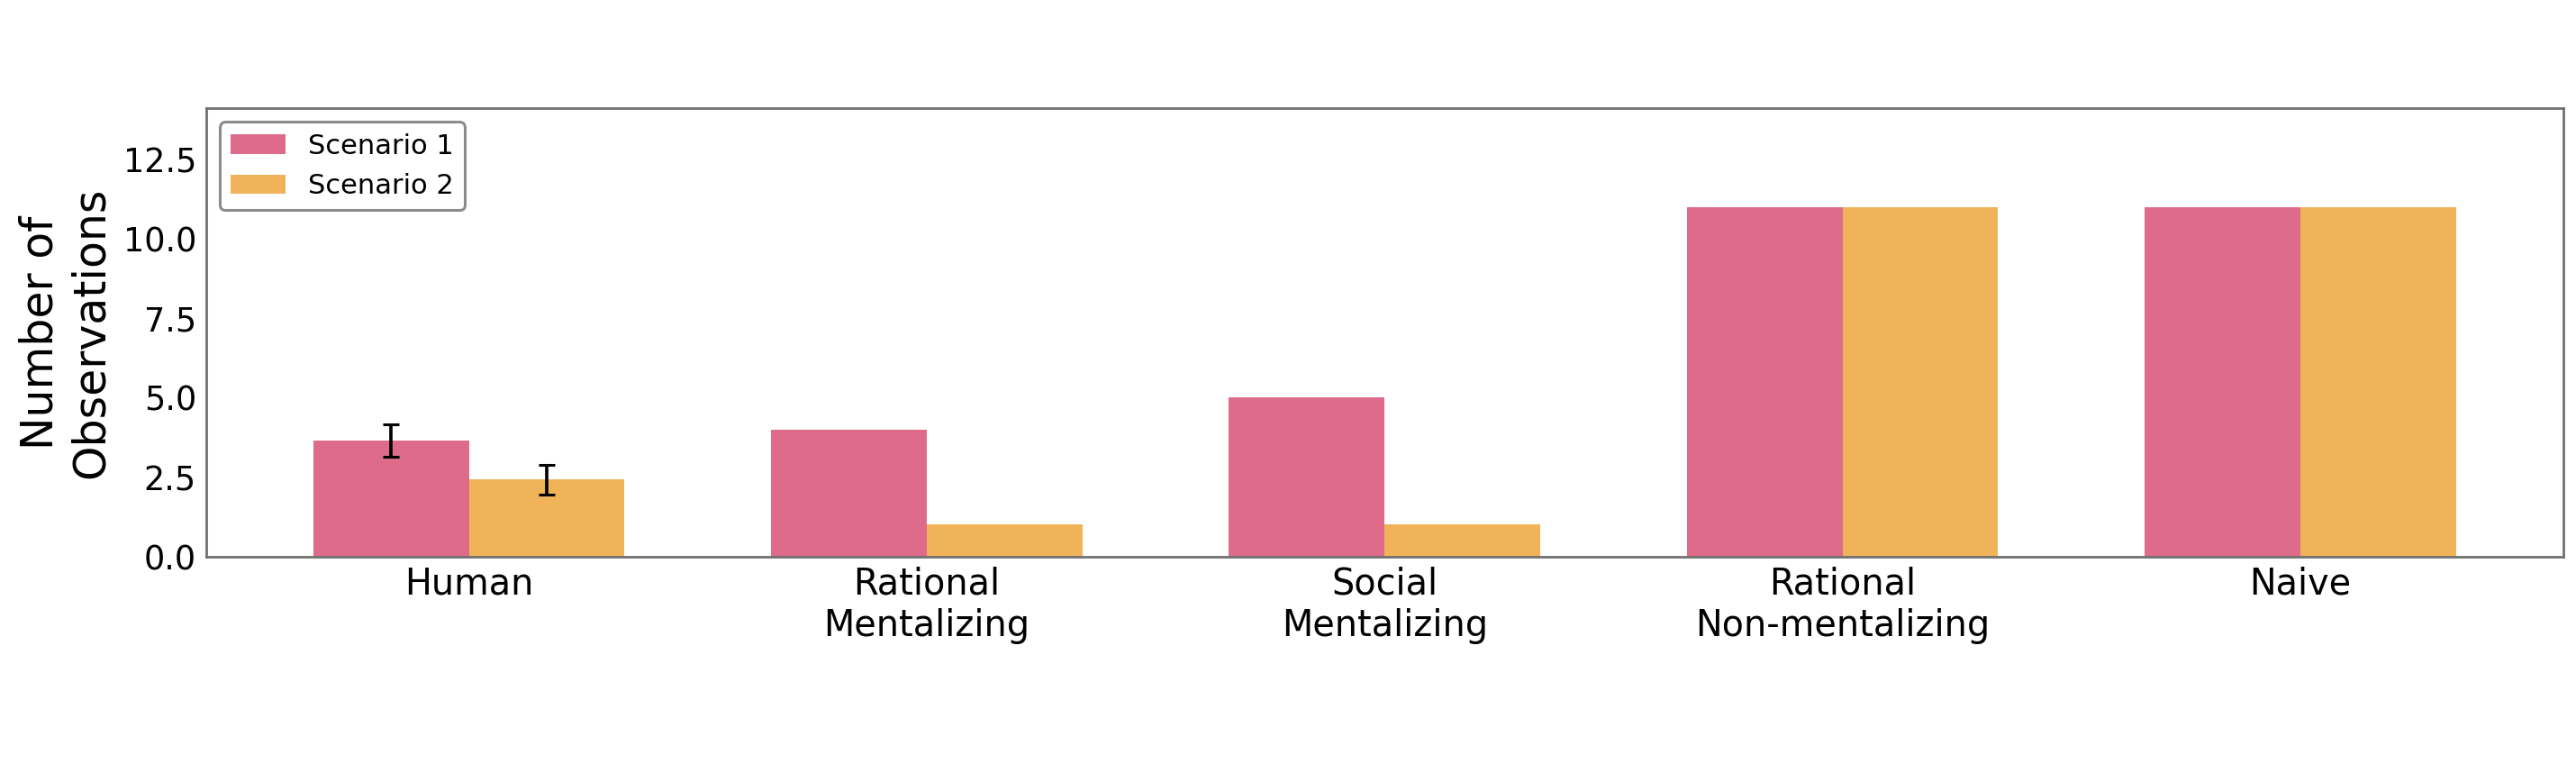 Number of
Observations
12.5
10.0
7.5
5.0
2.5
0.0
Scenario 1
Scenario 2
Human
Rational
Mentalizing
Social
Mentalizing
Rational
Non-mentalizing
Naive